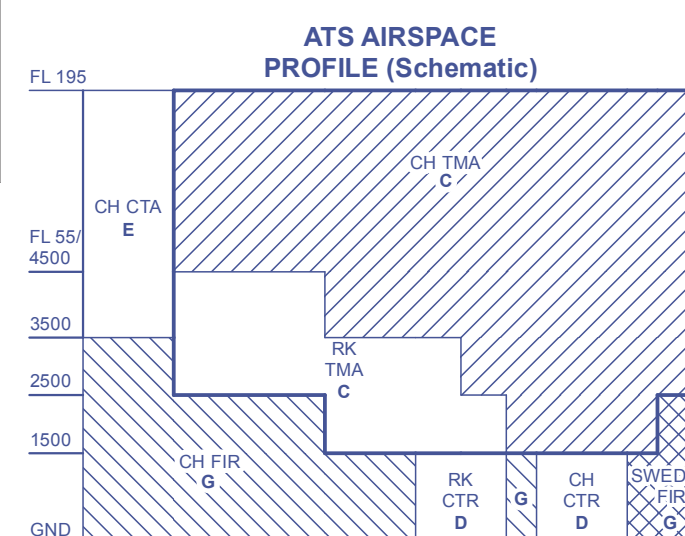 ATS AIRSPACE
PROFILE (Schematic)
FL 195
CH TMA
C
CH CTA
E
FL 55/
4500
3500
RK
TMA
C
2500
1500
CH FIR
G
RK
CTR
D
G
CH
CTR
D
SWED
FIR
G
GND